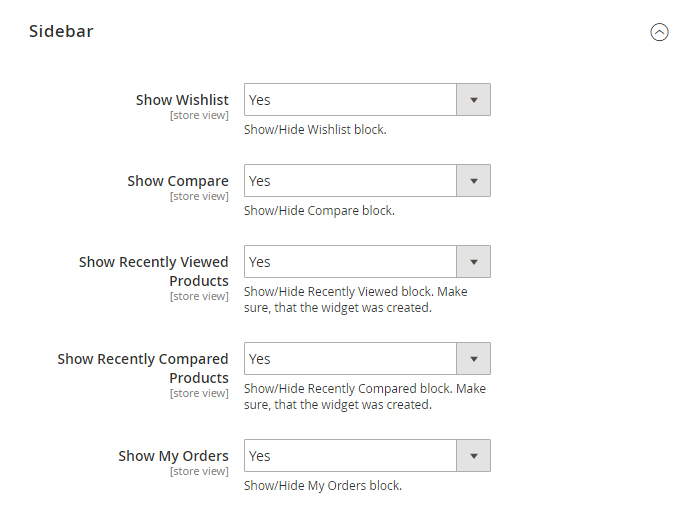 Sidebar
Show Wishlist
[store view]
Yes
Show/Hide Wishlist block.
Show Compare
[store view]
Yes
Show/Hide Compare block.
Show Recently Viewed
Products
[store view]
Yes
Show/Hide Recently Viewed block. Make
sure, that the widget was created.
Show Recently Compared
Products
[store view]
Yes
Show/Hide Recently Compared block. Make
sure, that the widget was created.
Show My Orders
[store view]
Yes
Show/Hide My Orders block.